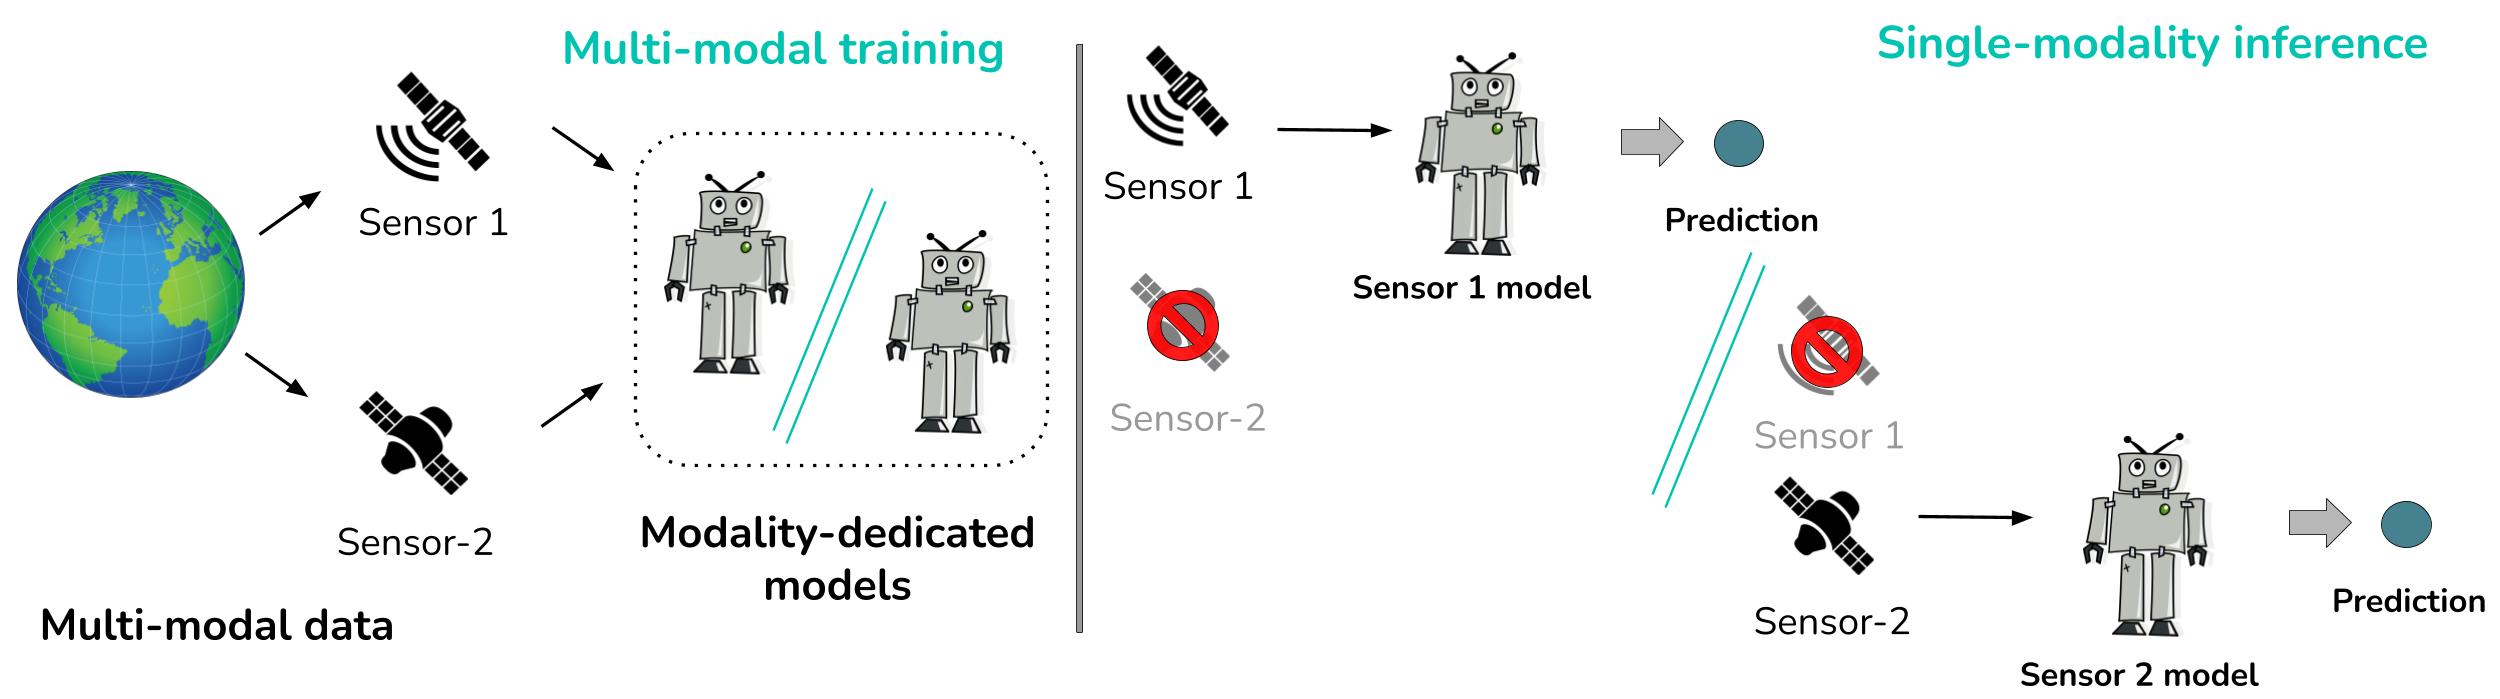 Multi-modal training
Sensor 1
Sensor-2
Multi-modal data
Modality-dedicated
models
Single-modality inference
Sensor 1
Sensor-2
Sensor 1 model
Prediction
Sensor 1
Sensor-2
Sensor 2 model
Prediction